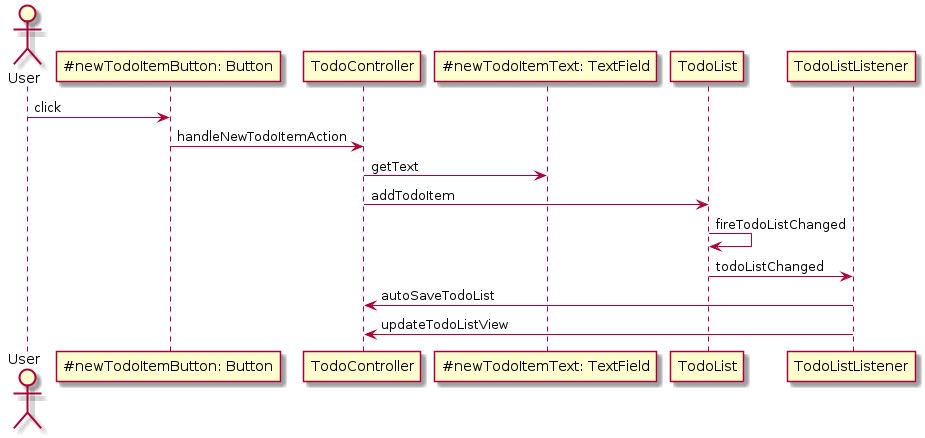 User
#newTodoItemButton: Button
TodoController
#newTodoItemText: TextField
TodoList
TodoListListener
click
handleNewTodoItemAction
getText
addTodoItem
fireTodoListChanged
todoListChanged
autoSaveTodoList
updateTodoListView
User
#newTodoItemButton: Button
TodoController
#newTodoItemText: TextField
TodoList
TodoListListener